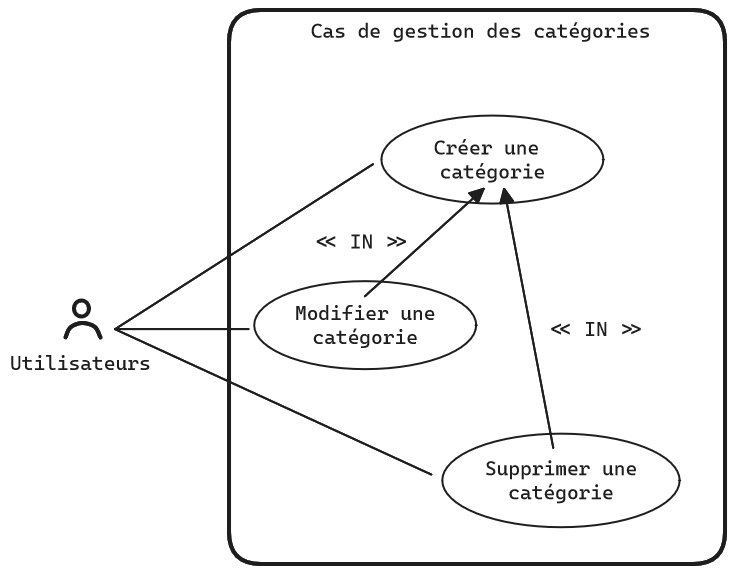 Cas de gestion des catégories
Créer une
catégorie
<< IN >>
Modifier une
catégorie
<< IN >>
Utilisateurs
Supprimer une
catégorie